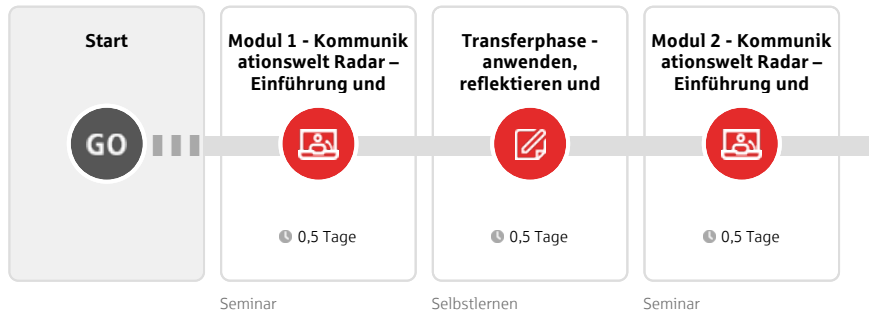 Start
Modul 1 - Kommunik
ationswelt Radar –
Einführung und
Transferphase -
anwenden,
reflektieren und
Modul 2 - Kommunik
ationswelt Radar –
Einführung und
GO
0,5 Tage
0,5 Tage
0,5 Tage
Seminar
Selbstlernen
Seminar